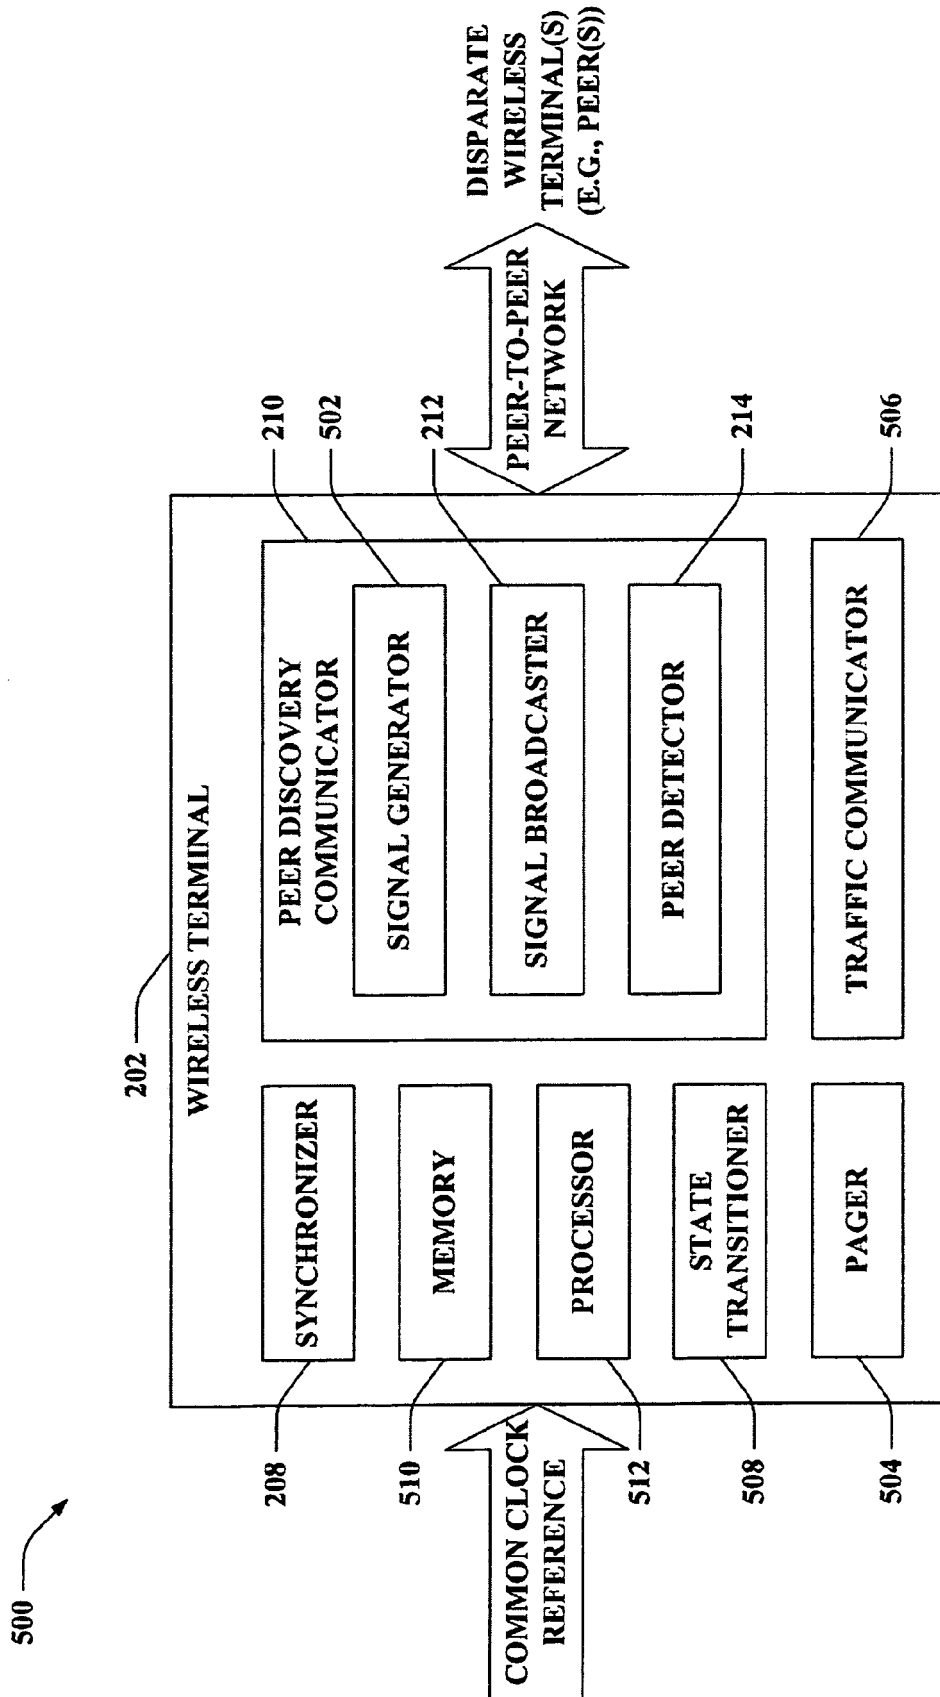 500
202
WIRELESS TERMINAL
208
SYNCHRONIZER
510
MEMORY
512
PROCESSOR
508
STATE
TRANSITIONER
504
PAGER
PEER DISCOVERY
COMMUNICATOR
210
SIGNAL GENERATOR
502
SIGNAL BROADCASTER
212
PEER DETECTOR
214
TRAFFIC COMMUNICATOR
506
COMMON CLOCK
REFERENCE
PEER-TO-PEER
NETWORK
DISPARATE
WIRELESS
TERMINAL(S)
(E.G., PEER(S))